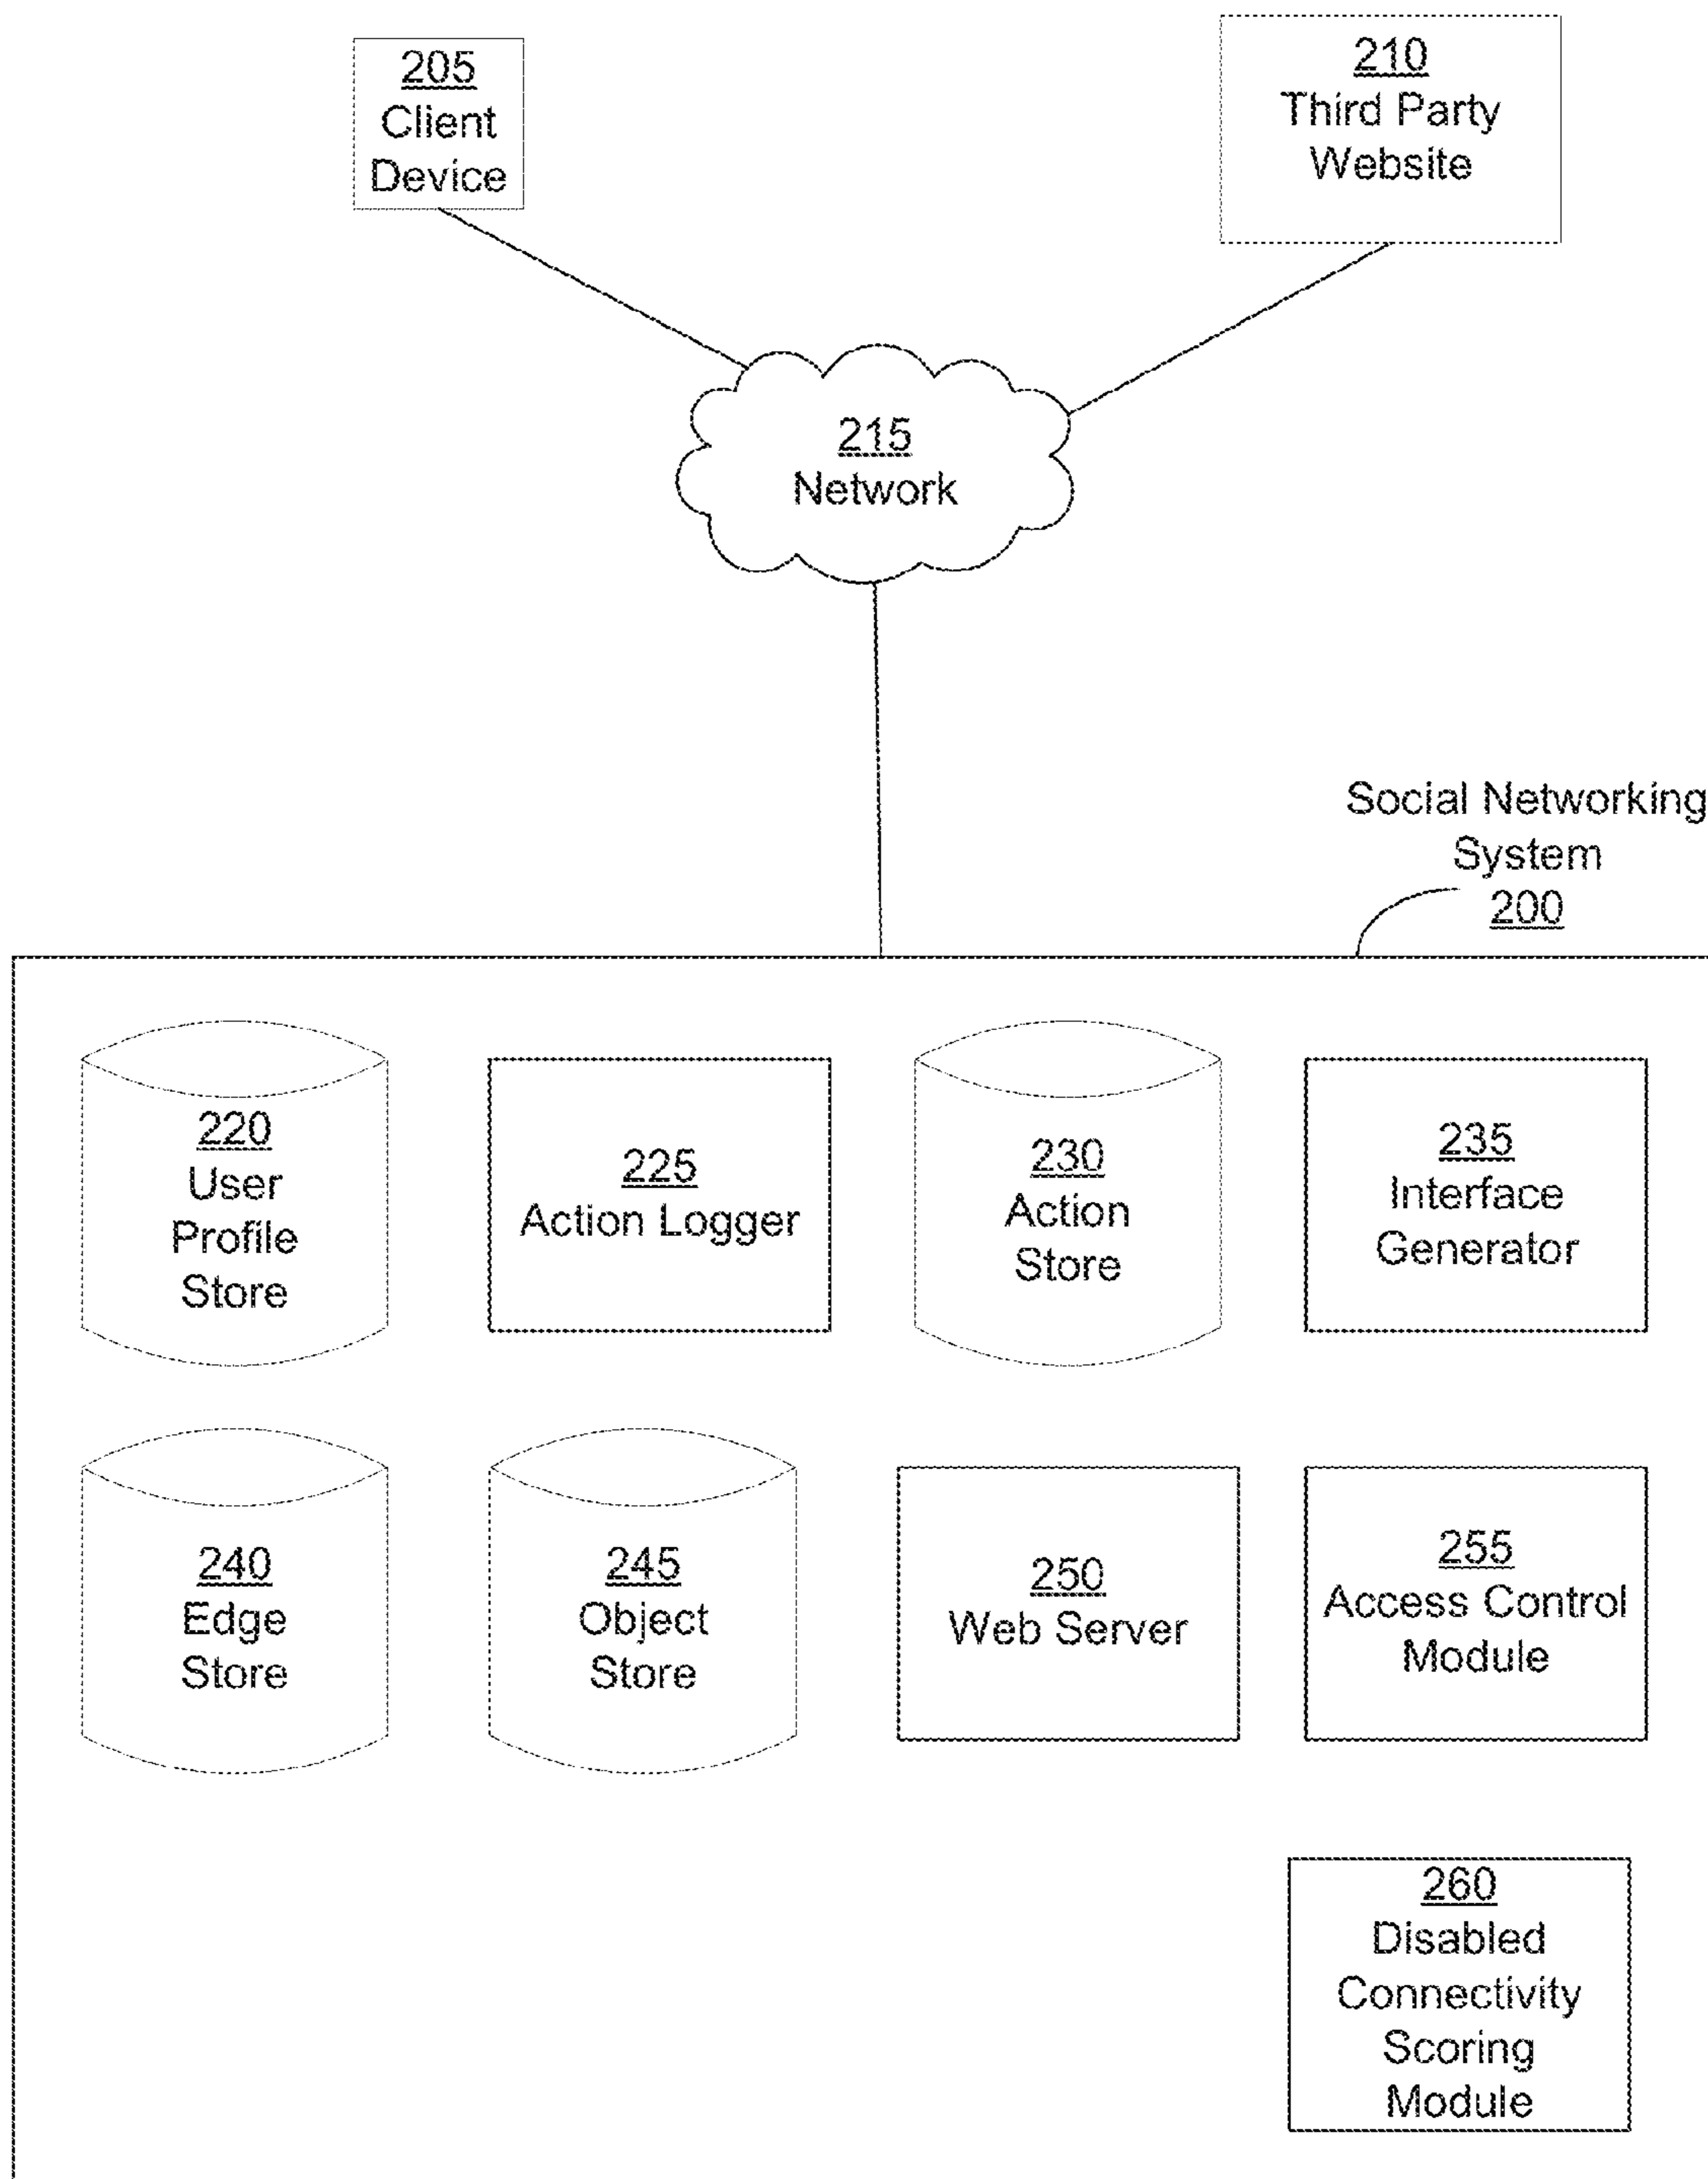 205
Client
Device
210
Third Party
Website
215
Network
Social Networking
System
200
220
User
Profile
Store
225
Action Logger
230
Action
Store
235
Interface
Generator
240
Edge
Store
245
Object
Store
250
Web Server
255
Access Control
Module
260
Disabled
Connectivity
Scoring
Module